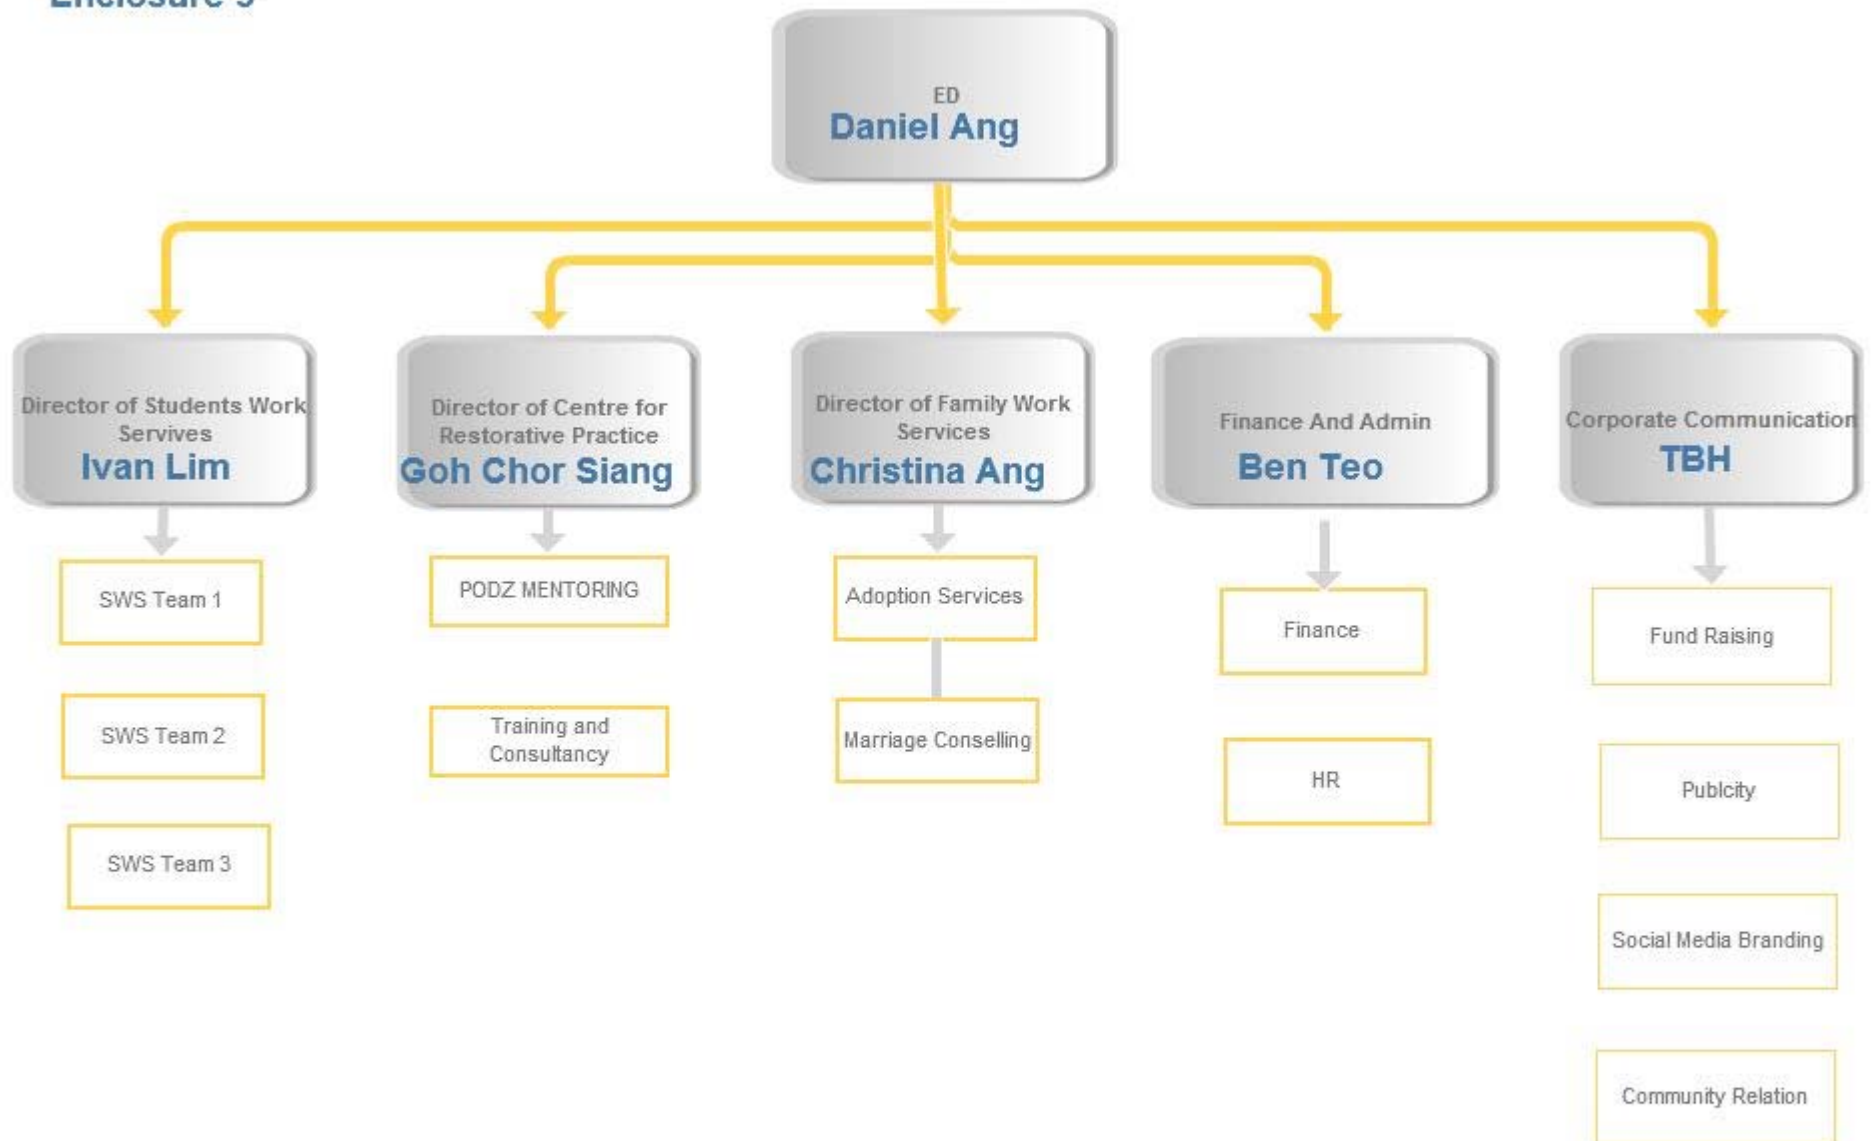 ED
Daniel Ang
Director of Students Work
Servives
Ivan Lim
Director of Centre for
Restorative Practice
Goh Chor Siang
Director of Family Work
Services
Christina Ang
Finance And Admin
Ben Teo
Corporate Communication
TBH
SWS Team 1
SWS Team 2
SWS Team 3
PODZ MENTORING
Training and
Consultancy
Adoption Services
Marriage Conselling
Finance
HR
Fund Raising
Publcity
Social Media Branding
Community Relation